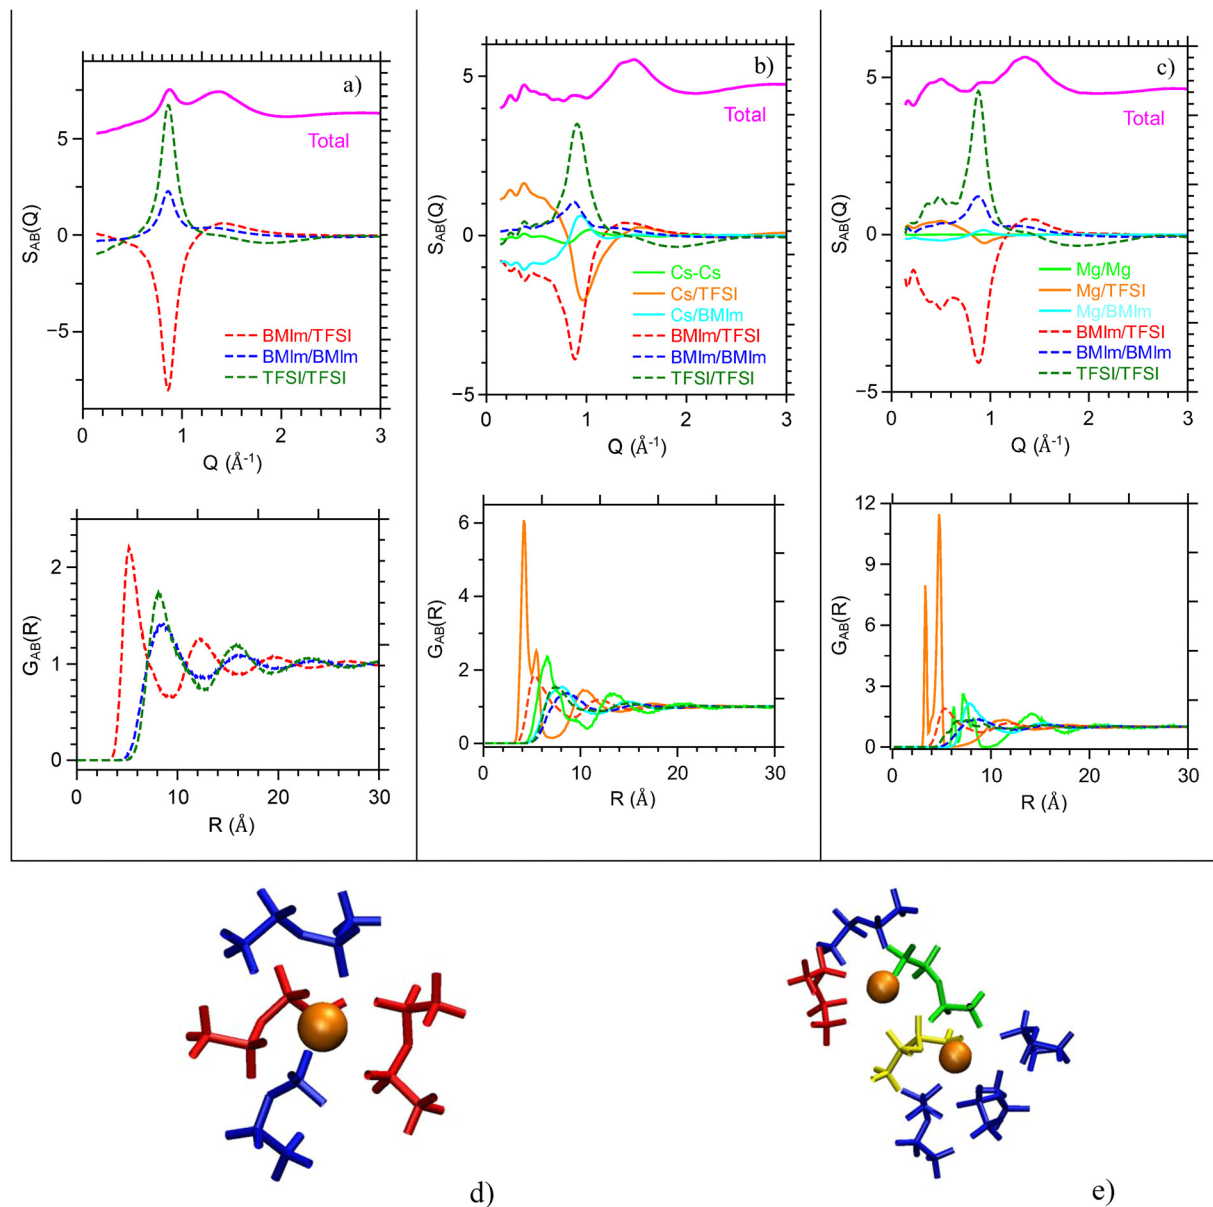 a)
5
0
−5
S_AB(Q)
Total
BMIm/TFSI
BMIm/BMIm
TFSI/TFSI
0 1 2 3
Q (Å⁻¹)
2
1
0
G_AB(R)
0 10 20 30
R (Å)
b)
5
0
−5
S_AB(Q)
Total
Cs-Cs
Cs/TFSI
Cs/BMIm
BMIm/TFSI
BMIm/BMIm
TFSI/TFSI
0 1 2 3
Q (Å⁻¹)
6
4
2
0
G_AB(R)
0 10 20 30
R (Å)
c)
5
0
−5
S_AB(Q)
Total
Mg/Mg
Mg/TFSI
Mg/BMIm
BMIm/TFSI
BMIm/BMIm
TFSI/TFSI
0 1 2 3
Q (Å⁻¹)
12
9
6
3
0
G_AB(R)
0 10 20 30
R (Å)
d)
e)